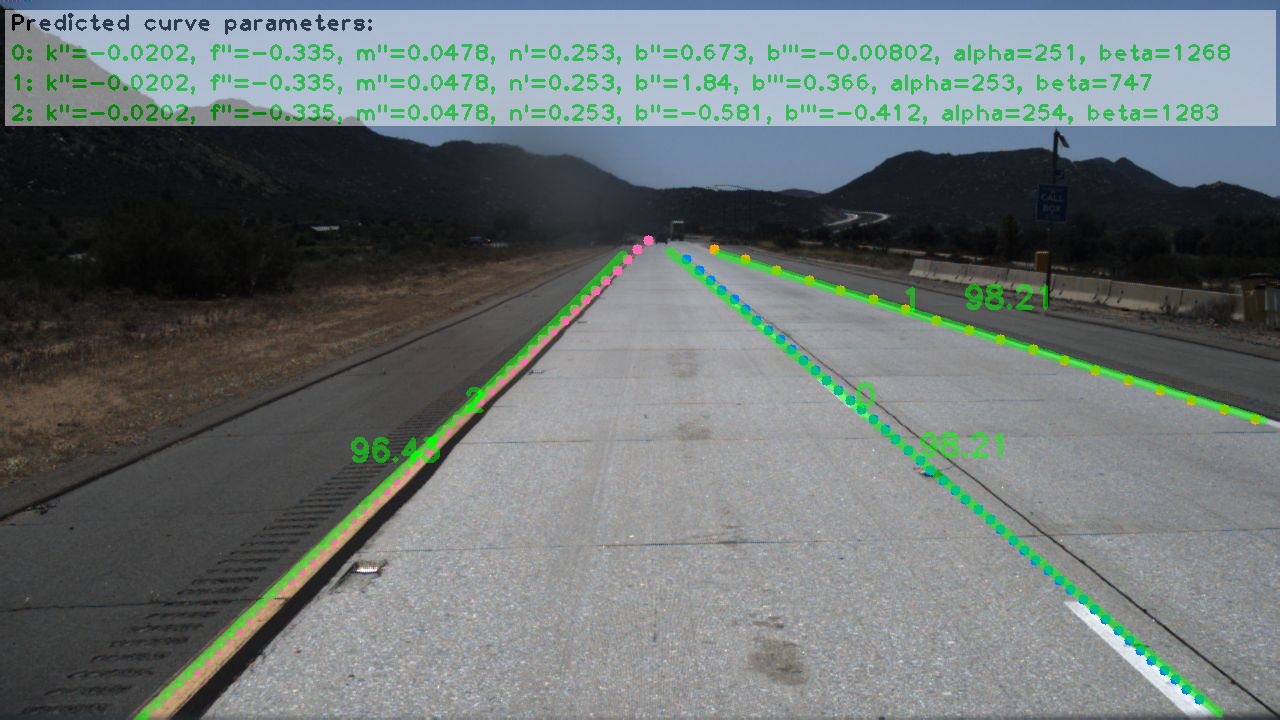 Predicted curve parameters:
0: k''=-0.0202, f''=-0.335, m''=0.0478, n'=0.253, b''=0.673, b'''=-0.00802, alpha=251, beta=1268
1: k''=-0.0202, f''=-0.335, m''=0.0478, n'=0.253, b''=1.84, b'''=0.366, alpha=253, beta=747
2: k''=-0.0202, f''=-0.335, m''=0.0478, n'=0.253, b''=-0.581, b'''=-0.412, alpha=254, beta=1283
CALL
BOX
1 98.21
2
0
96.43
98.21